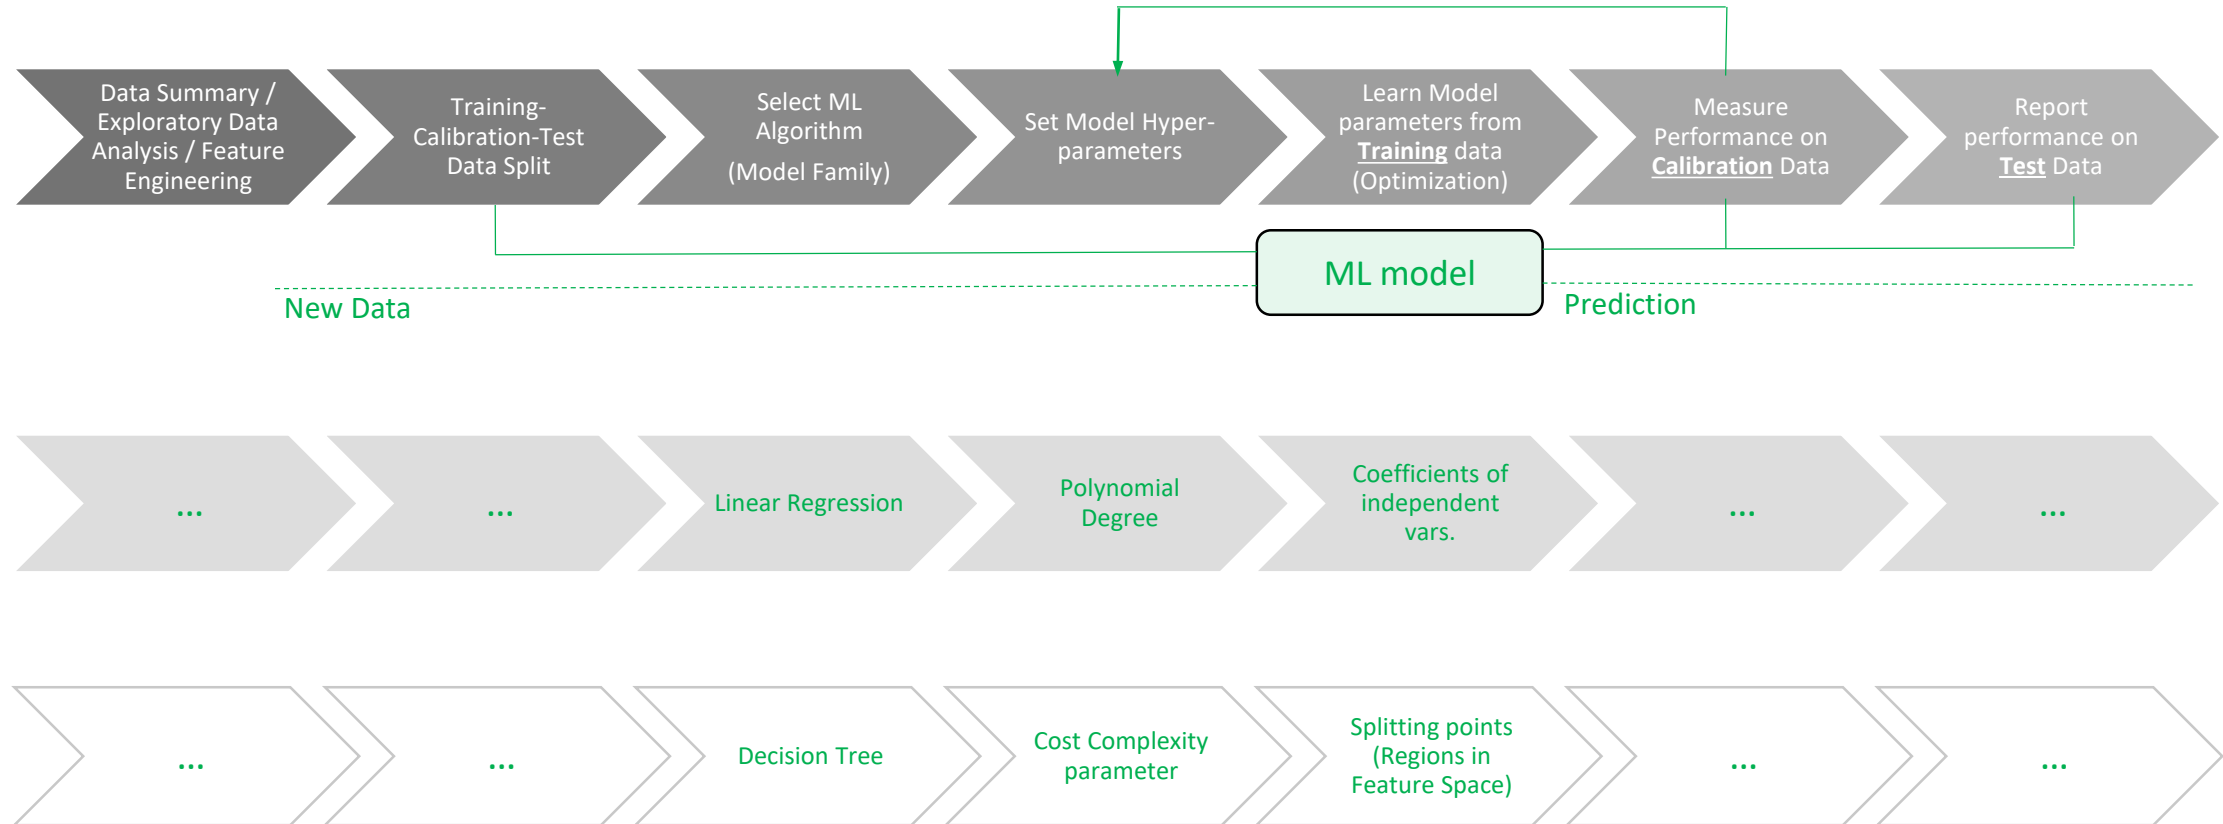 Data Summary /
Exploratory Data
Analysis / Feature
Engineering
Training-
Calibration-Test
Data Split
Select ML
Algorithm
(Model Family)
Set Model Hyper-
parameters
Learn Model
parameters from
Training data
(Optimization)
Measure
Performance on
Calibration Data
Report
performance on
Test Data
ML model
New Data
Prediction
...
...
Linear Regression
Polynomial
Degree
Coefficients of
independent
vars.
...
...
...
...
Decision Tree
Cost Complexity
parameter
Splitting points
(Regions in
Feature Space)
...
...